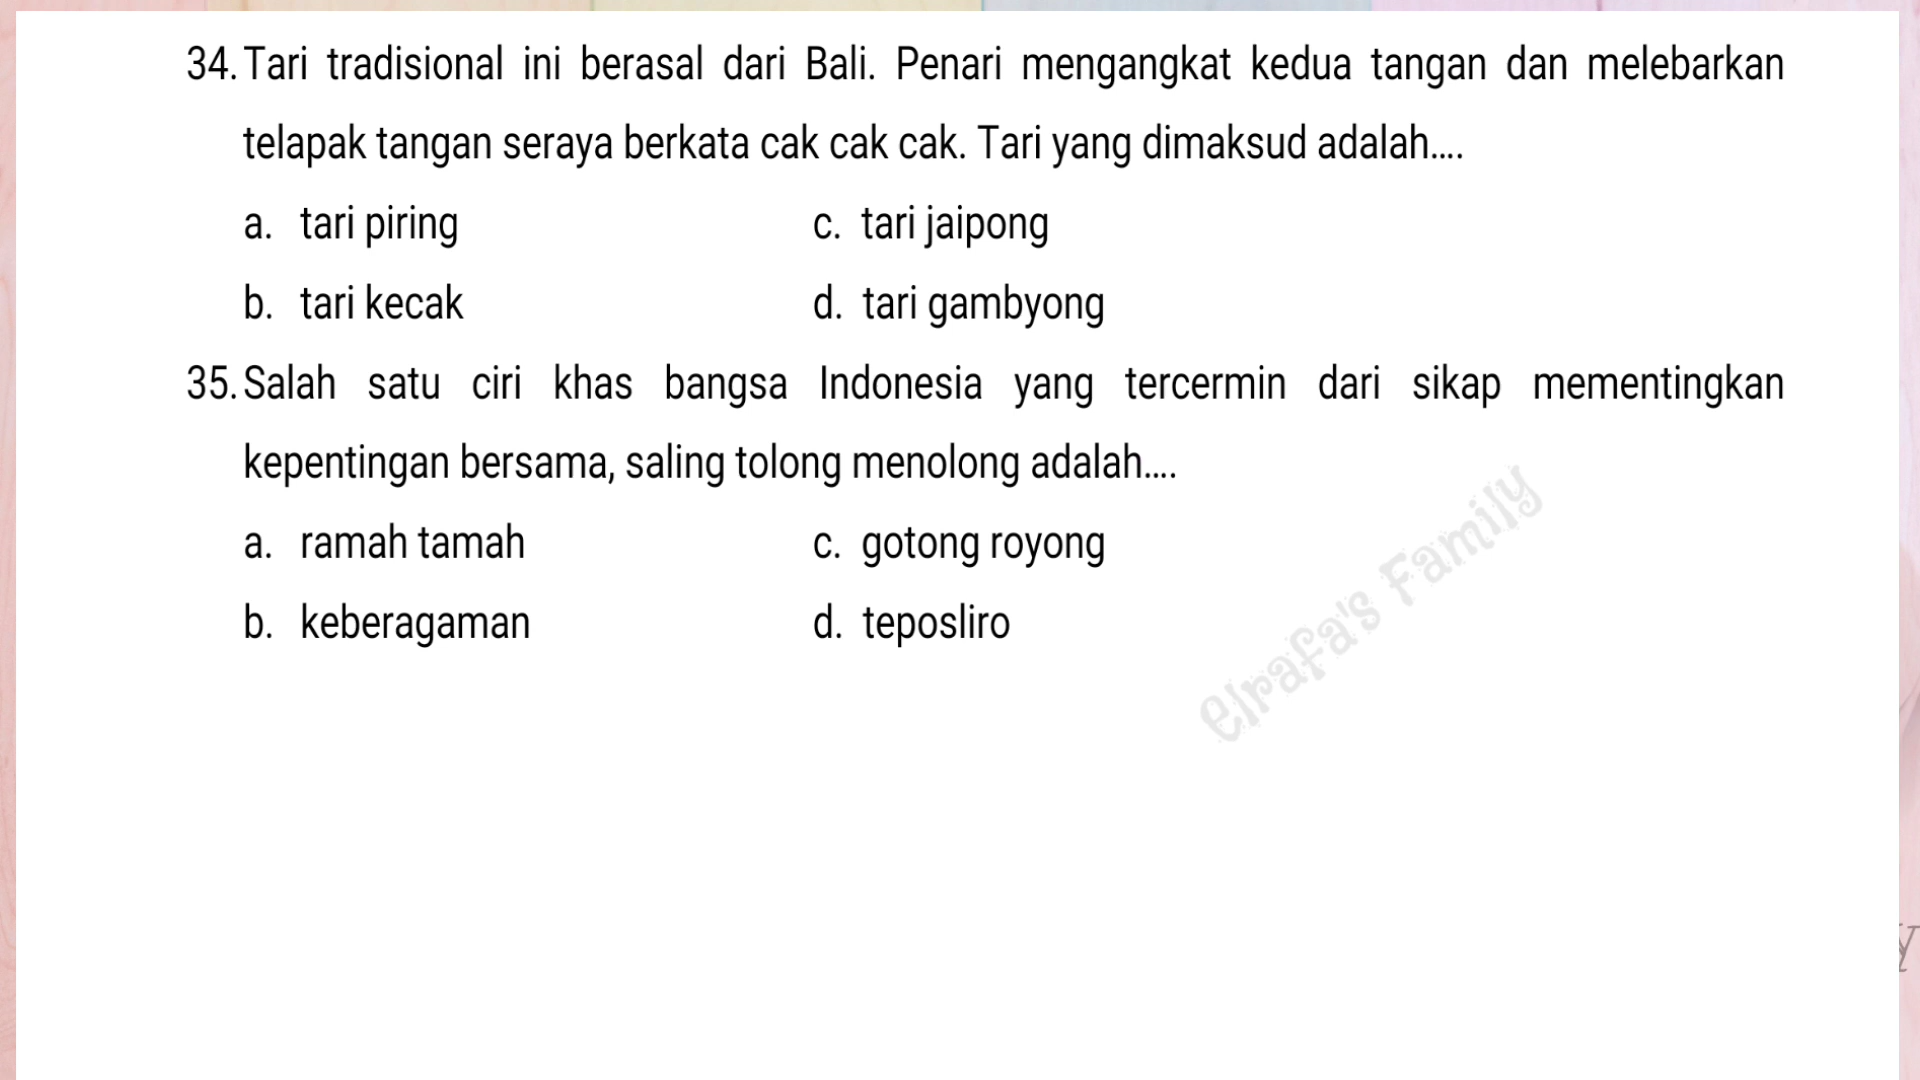 34. Tari tradisional ini berasal dari Bali. Penari mengangkat kedua tangan dan melebarkan
telapak tangan seraya berkata cak cak cak. Tari yang dimaksud adalah....
a. tari piring c. tari jaipong
b. tari kecak d. tari gambyong
35. Salah satu ciri khas bangsa Indonesia yang tercermin dari sikap mementingkan
kepentingan bersama, saling tolong menolong adalah....
a. ramah tamah c. gotong royong
b. keberagaman d. teposliro
Elrafa's Family
y